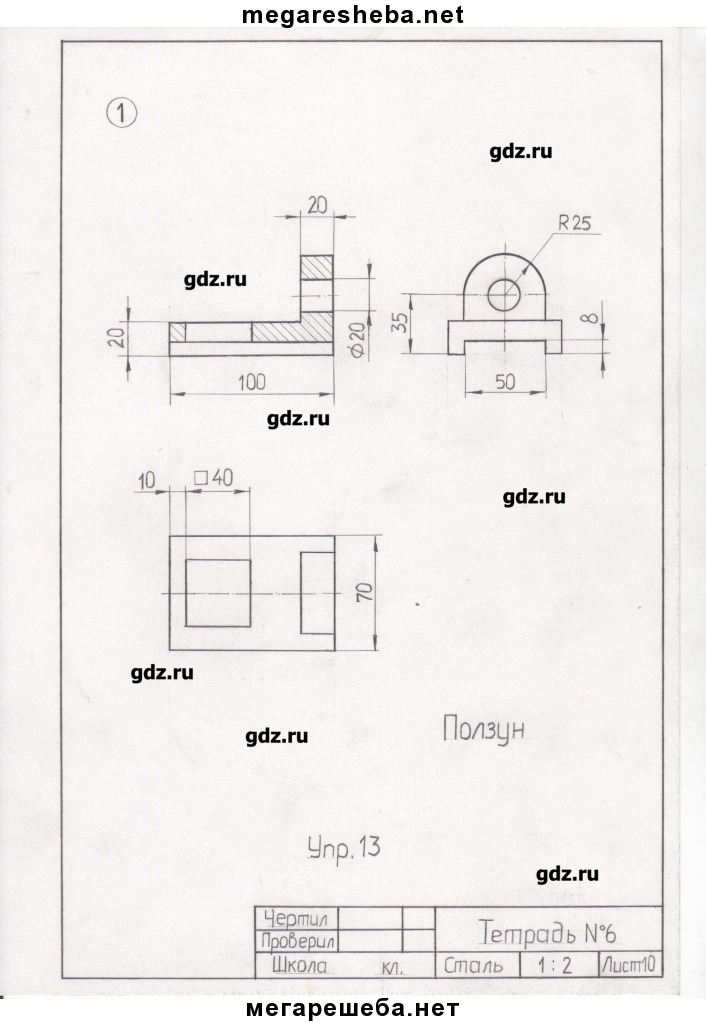 megaresheba.net
1
gdz.ru
20
R25
gdz.ru
20
⌀20
35
8
100
50
gdz.ru
10 □40
gdz.ru
70
gdz.ru
Ползун
gdz.ru
Упр. 13
gdz.ru
Чертил
Проверил
Тетрадь №6
Школа кл. Сталь 1:2 Лист10
мегарешеба.нет